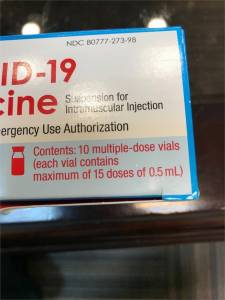 NDC 80777-273-98
ID-19
cine
Suspension for
Intramuscular Injection
ergency Use Authorization
Contents: 10 multiple-dose vials
(each vial contains
maximum of 15 doses of 0.5 mL)